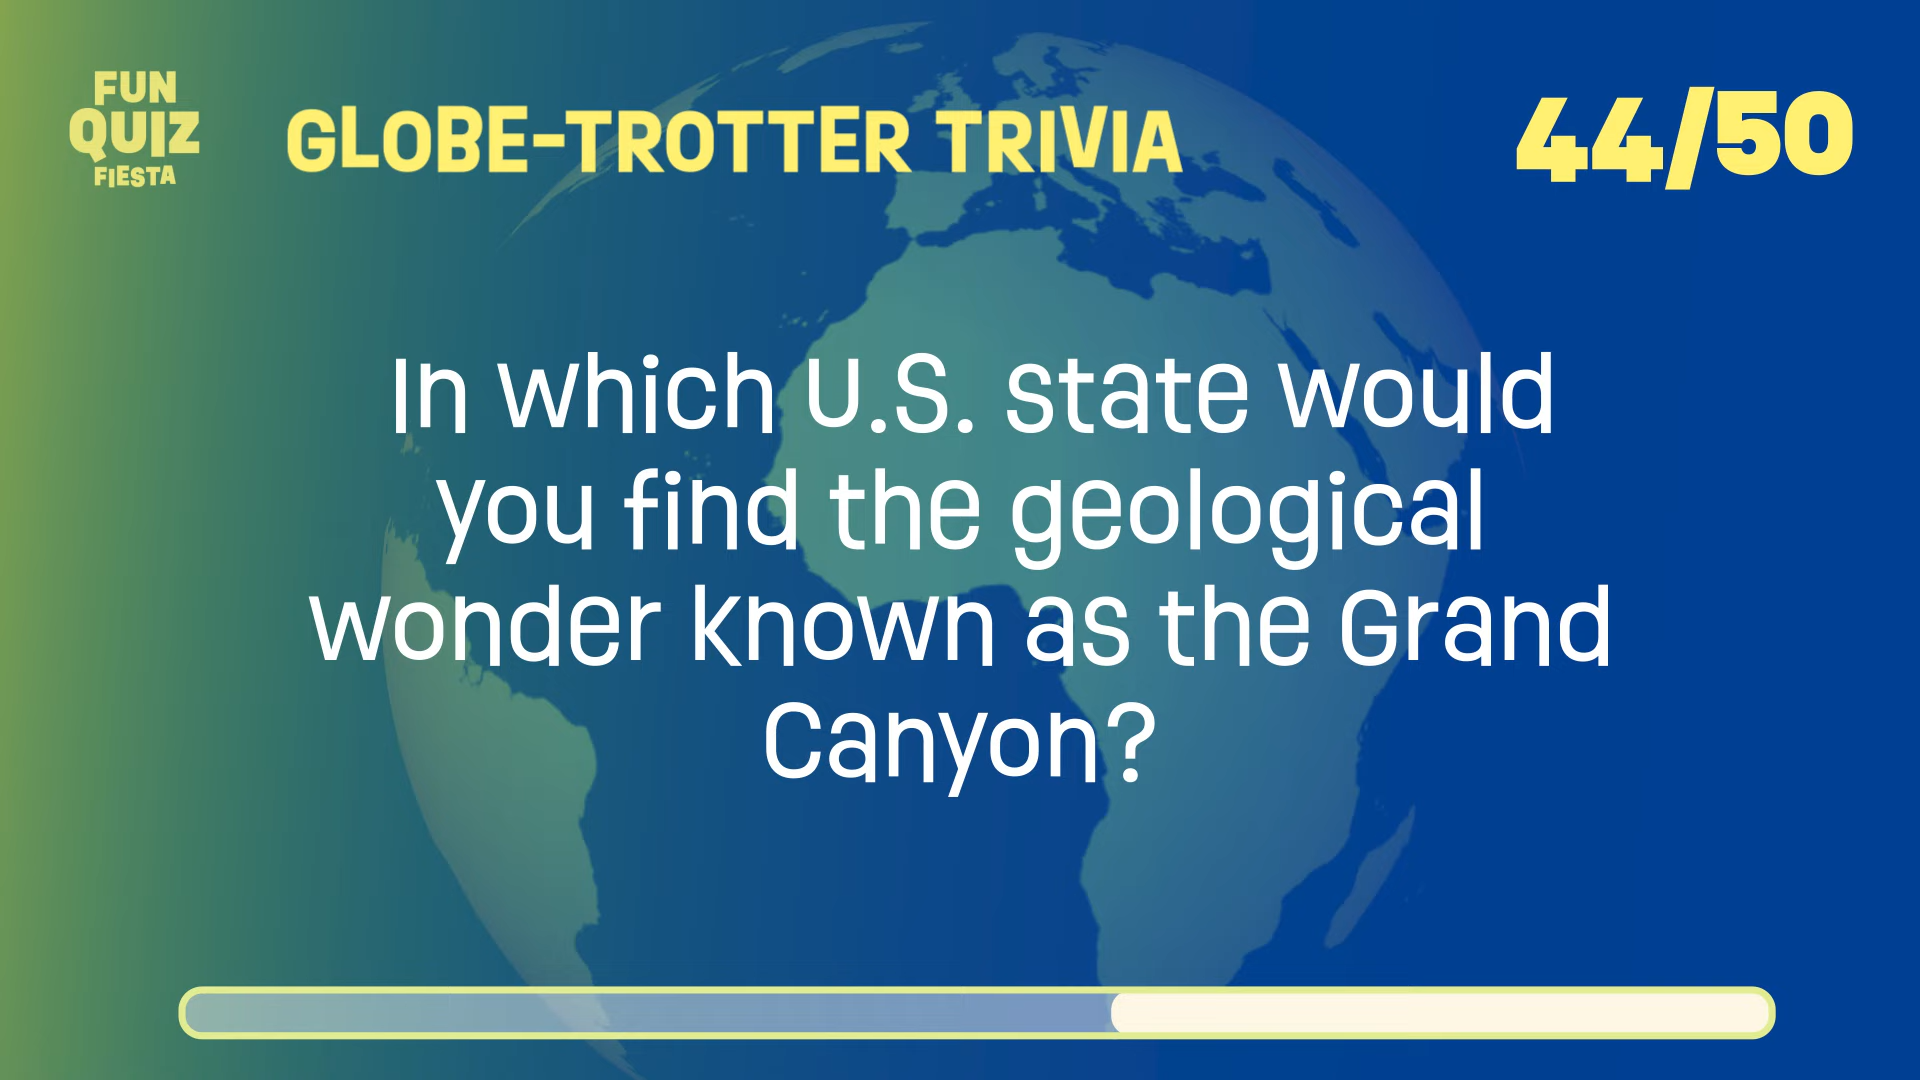 FUN
QUIZ
FIESTA
GLOBE-TROTTER TRIVIA
44/50
In which U.S. state would
you find the geological
wonder known as the Grand
Canyon?